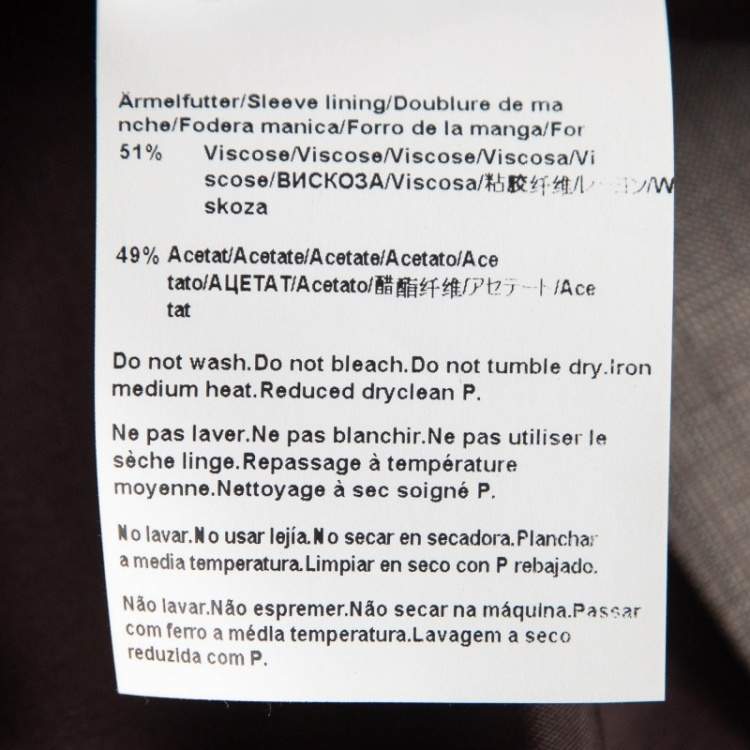 Ärmelfutter/Sleeve lining/Doublure de ma
nche/Fodera manica/Forro de la manga/For
51% Viscose/Viscose/Viscose/Viscosa/Vi
scose/ВИСКОЗА/Viscosa/粘胶纤维/レーヨン/W
skoza
49% Acetat/Acetate/Acetate/Acetato/Ace
tato/АЦЕТАТ/Acetato/醋酯纤维/アセテート/Ace
tat
Do not wash.Do not bleach.Do not tumble dry.Iron
medium heat.Reduced dryclean P.
Ne pas laver.Ne pas blanchir.Ne pas utiliser le
sèche linge.Repassage à température
moyenne.Nettoyage à sec soigné P.
No lavar.No usar lejía.No secar en secadora.Planchar
a media temperatura.Limpiar en seco con P rebajado.
Não lavar.Não espremer.Não secar na máquina.Passar
com ferro a média temperatura.Lavagem a seco
reduzida com P.